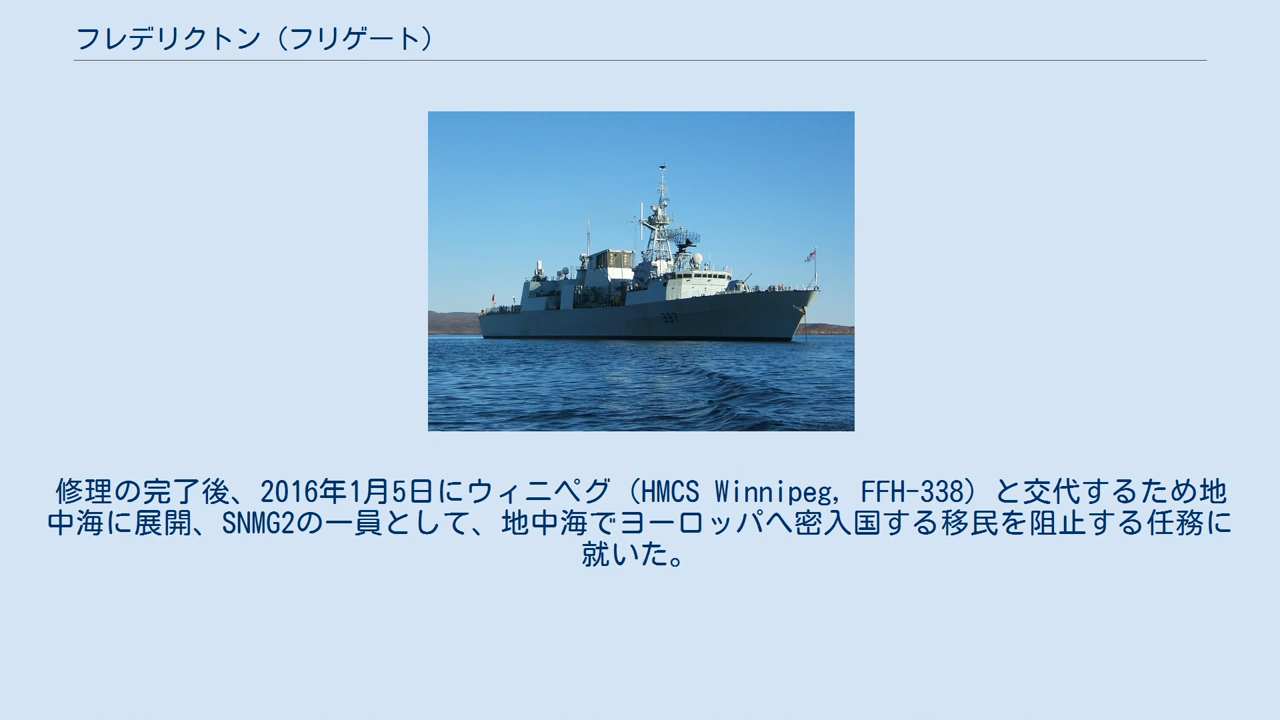 フレデリクトン（フリゲート）
337
修理の完了後、2016年1月5日にウィニペグ（HMCS Winnipeg, FFH-338）と交代するため地
中海に展開、SNMG2の一員として、地中海でヨーロッパへ密入国する移民を阻止する任務に
就いた。